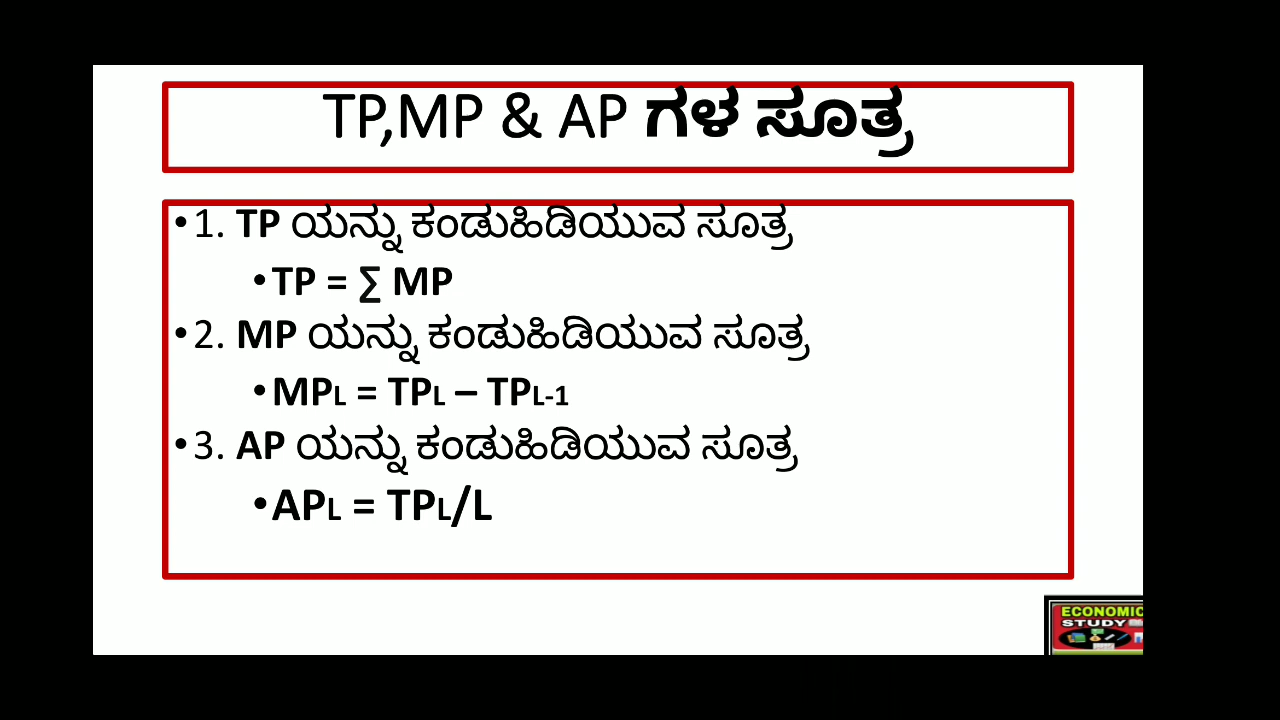 TP,MP & AP ಗಳ ಸೂತ್ರ
•1. TP ಯನ್ನು ಕಂಡುಹಿಡಿಯುವ ಸೂತ್ರ
•TP = ∑ MP
•2. MP ಯನ್ನು ಕಂಡುಹಿಡಿಯುವ ಸೂತ್ರ
•MPL = TPL – TPL-1
•3. AP ಯನ್ನು ಕಂಡುಹಿಡಿಯುವ ಸೂತ್ರ
•APL = TPL/L
ECONOMIC
STUDY